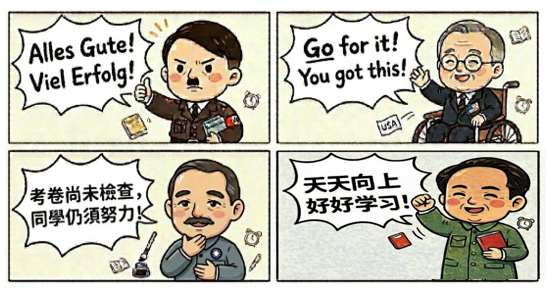 Alles Gute!
Viel Erfolg!
Go for it!
You got this!
USA
考卷尚未檢查，
同學仍須努力！
天天向上
好好学习！